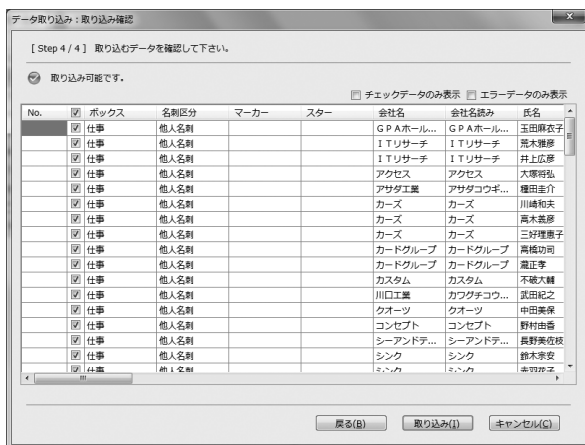 データ取り込み：取り込み確認
[ Step 4 / 4 ] 取り込むデータを確認して下さい。
取り込み可能です。
チェックデータのみ表示 エラーデータのみ表示
No. ボックス 名刺区分 マーカー スター 会社名 会社名読み 氏名
仕事 他人名刺 ＧＰＡホール... ＧＰＡホール... 玉田麻衣子
仕事 他人名刺 ＩＴリサーチ ＩＴリサーチ 荒木雅彦
仕事 他人名刺 ＩＴリサーチ ＩＴリサーチ 井上広彦
仕事 他人名刺 アクセス アクセス 大塚将弘
仕事 他人名刺 アサダ工業 アサダコウギ... 種田圭介
仕事 他人名刺 カーズ カーズ 川崎和夫
仕事 他人名刺 カーズ カーズ 高木義彦
仕事 他人名刺 カーズ カーズ 三好理恵子
仕事 他人名刺 カードグループ カードグループ 高橋功司
仕事 他人名刺 カードグループ カードグループ 瀧正孝
仕事 他人名刺 カスタム カスタム 不破大輔
仕事 他人名刺 川口工業 カワグチコウ... 武田紀之
仕事 他人名刺 クオーツ クオーツ 中田美保
仕事 他人名刺 コンセプト コンセプト 野村由香
仕事 他人名刺 シーアンドテ... シーアンドデ... 長野美佐枝
仕事 他人名刺 シンク シンク 鈴木宗安
仕事 他人名刺 シンク シンク 赤羽花子
戻る(B) 取り込み(I) キャンセル(C)